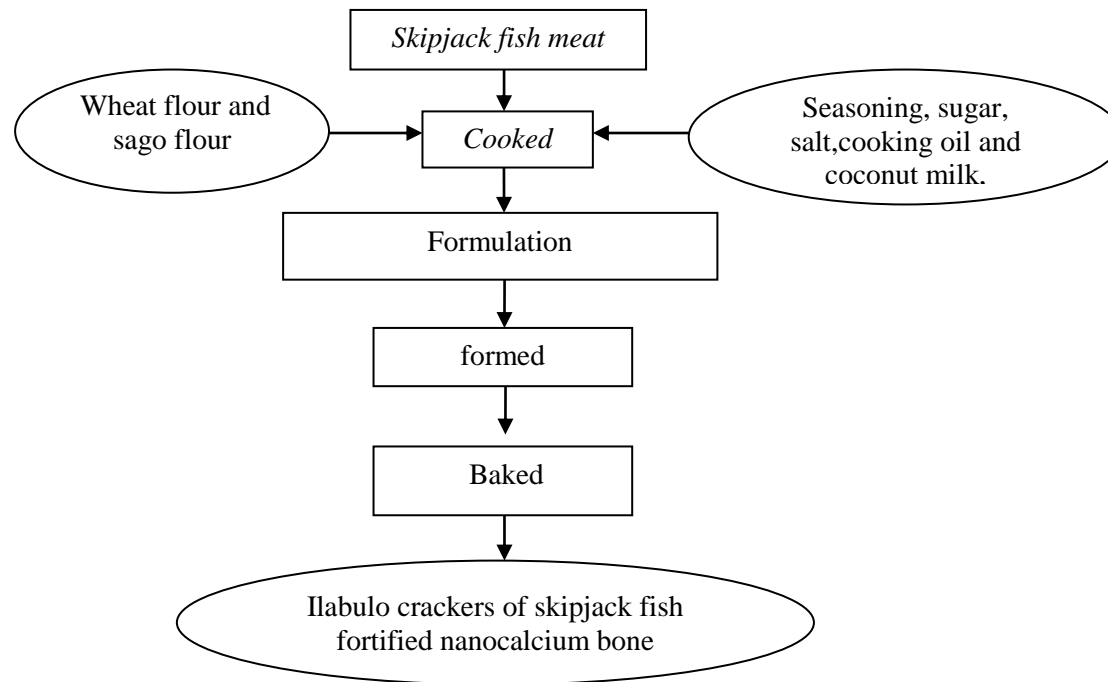 Skipjack fish meat
Wheat flour and
sago flour
Cooked
Seasoning, sugar,
salt,cooking oil and
coconut milk.
Formulation
formed
Baked
Ilabulo crackers of skipjack fish
fortified nanocalcium bone